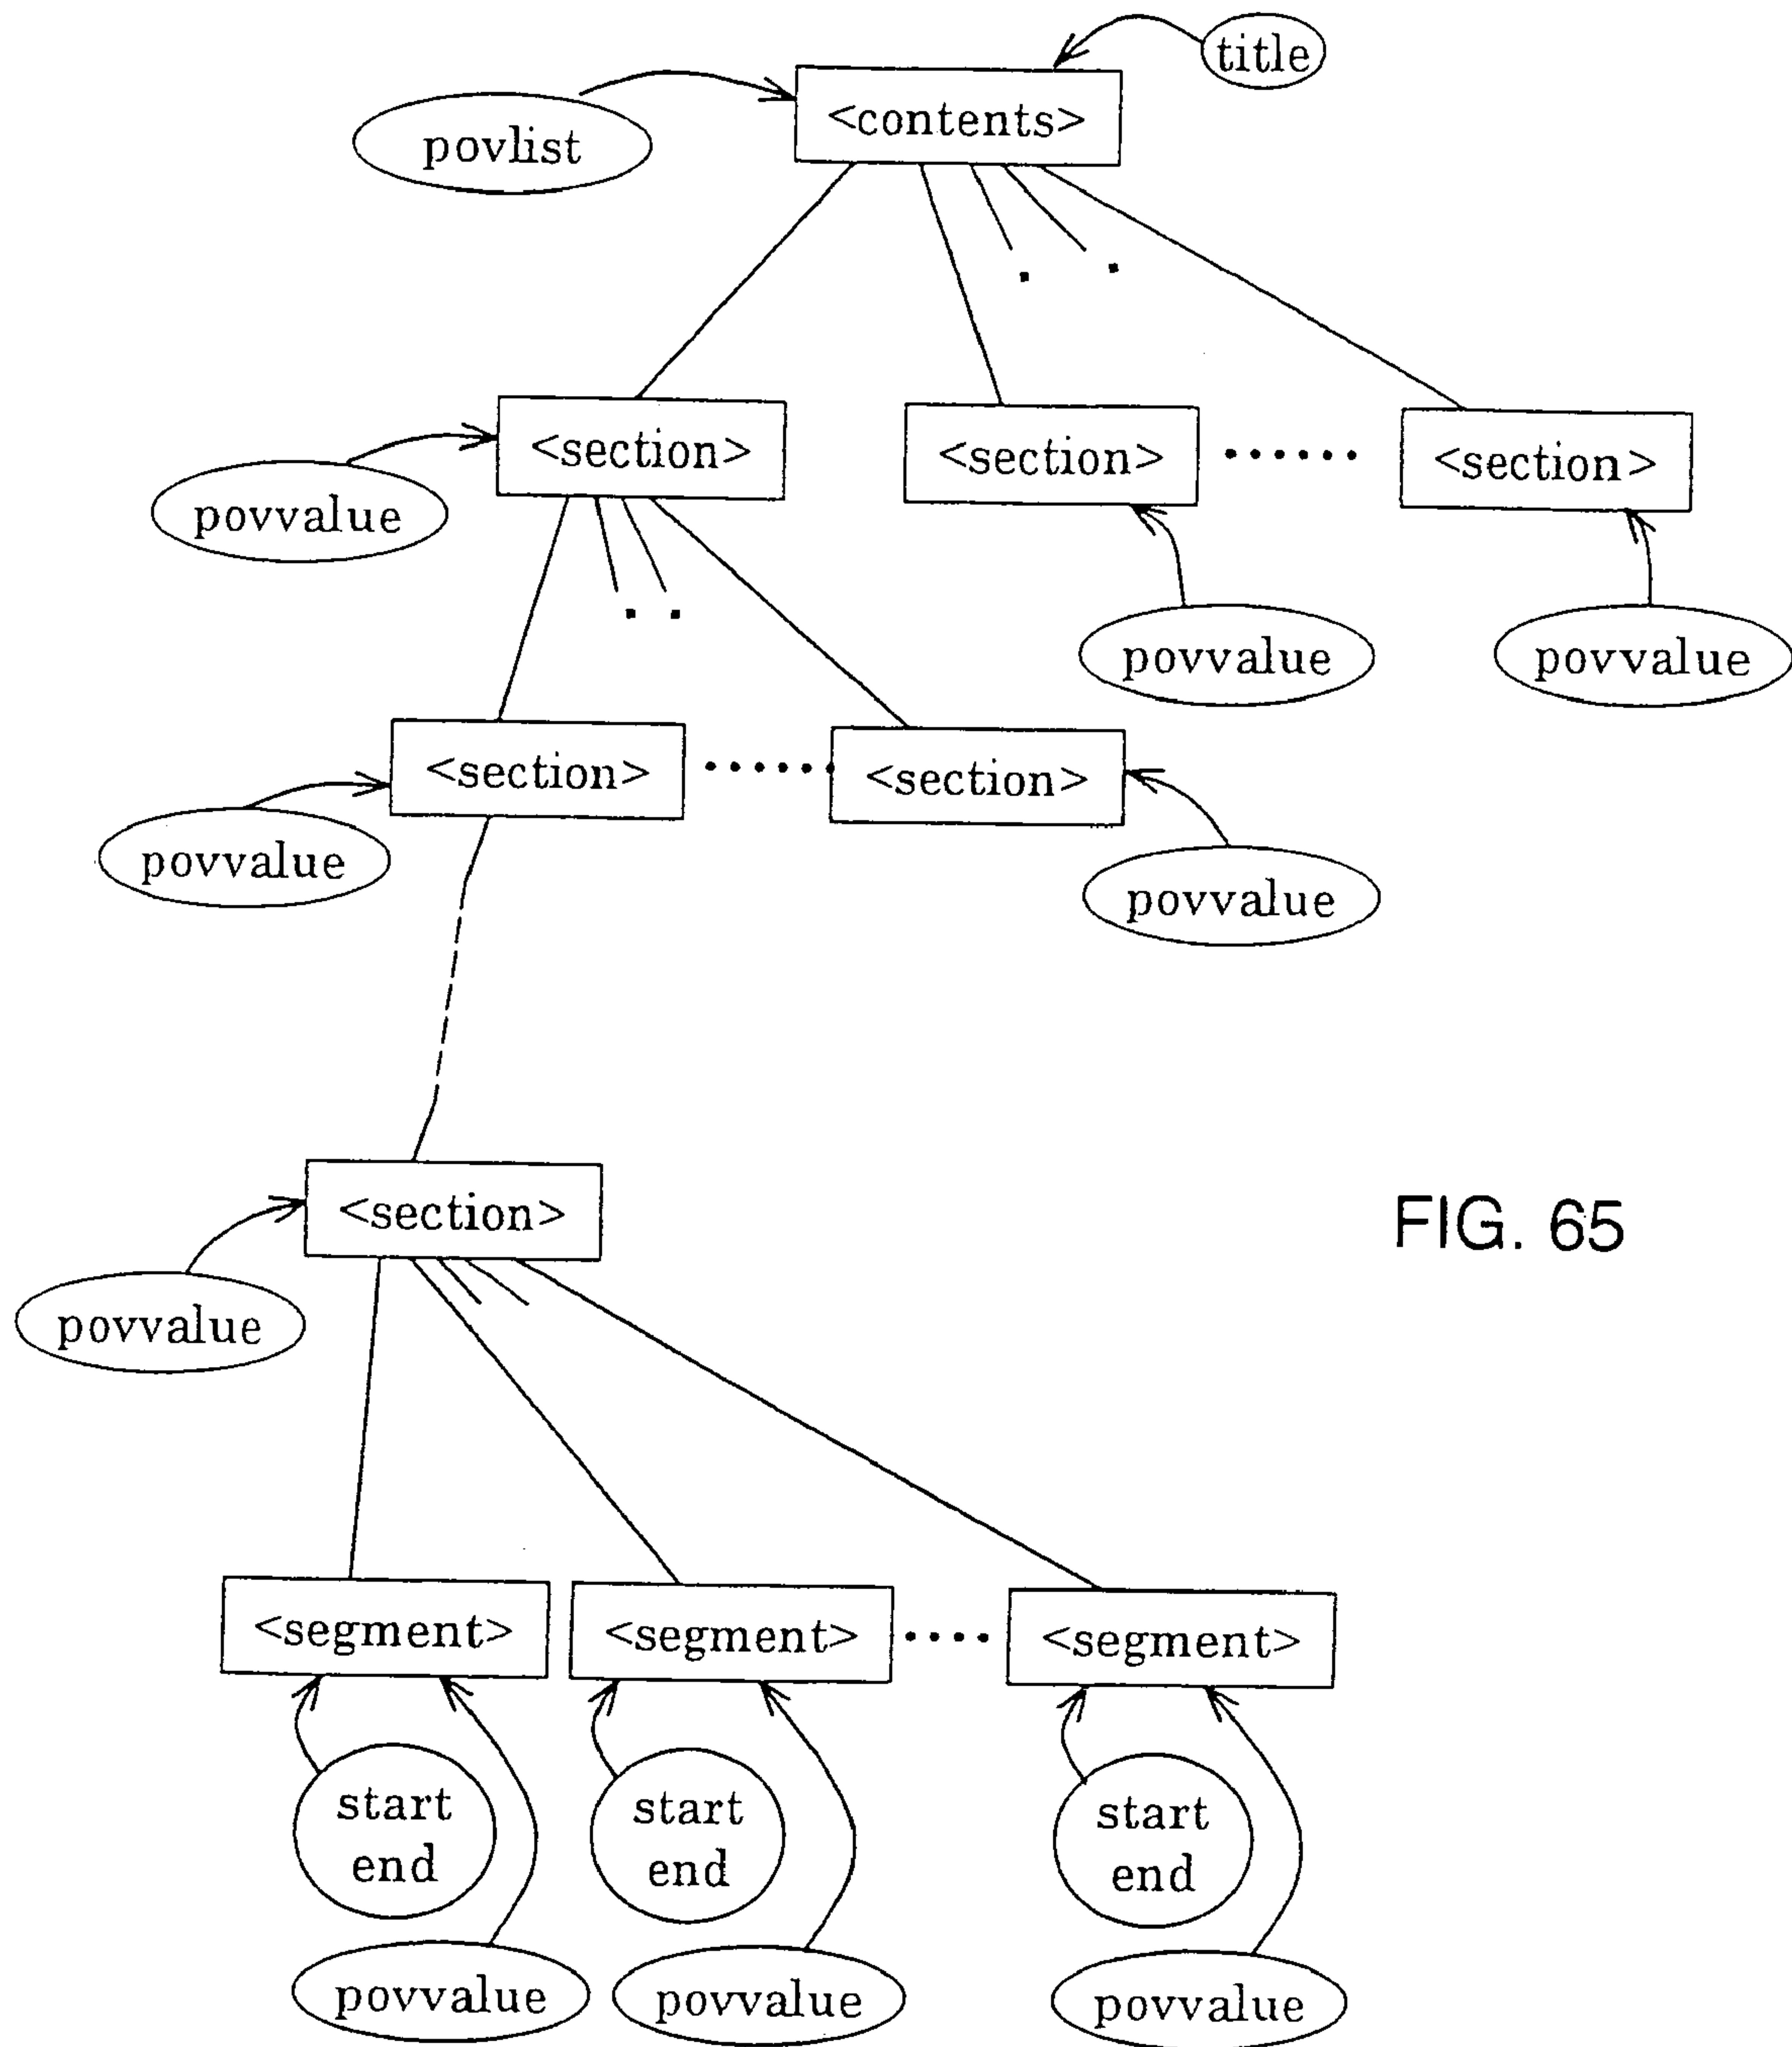 title
<contents>
povlist
<section>
<section>
<section>
povvalue
povvalue
povvalue
<section>
<section>
povvalue
povvalue
<section>
FIG. 65
povvalue
<segment>
<segment>
<segment>
start
end
start
end
start
end
povvalue
povvalue
povvalue